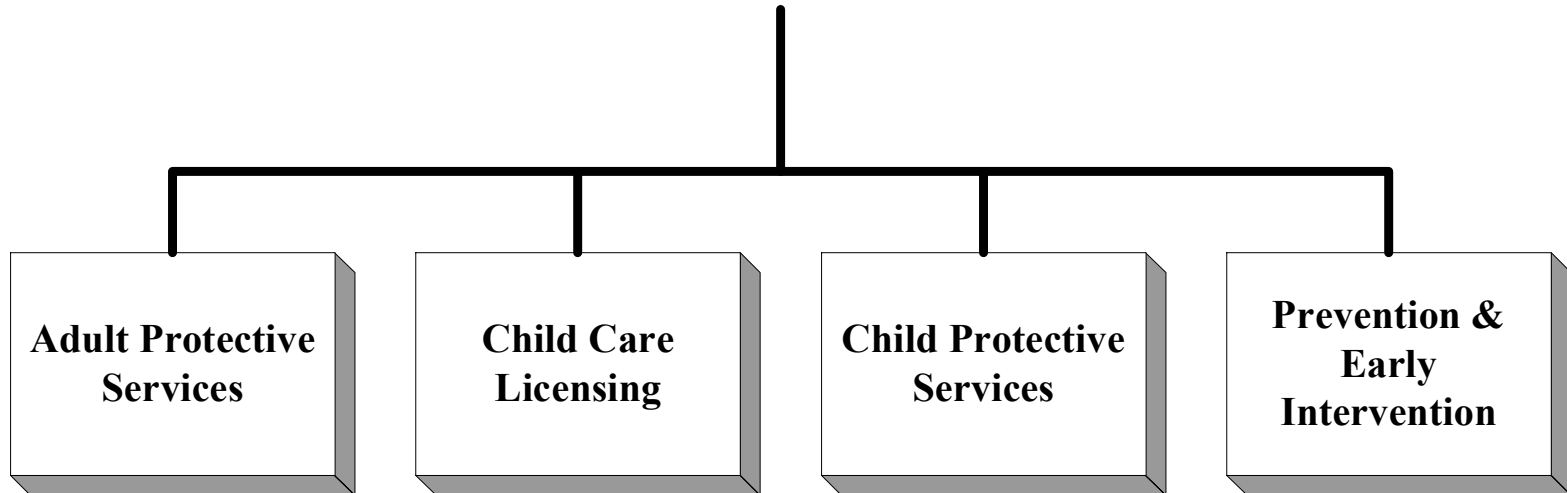 Adult Protective
Services
Child Care
Licensing
Child Protective
Services
Prevention &
Early
Intervention